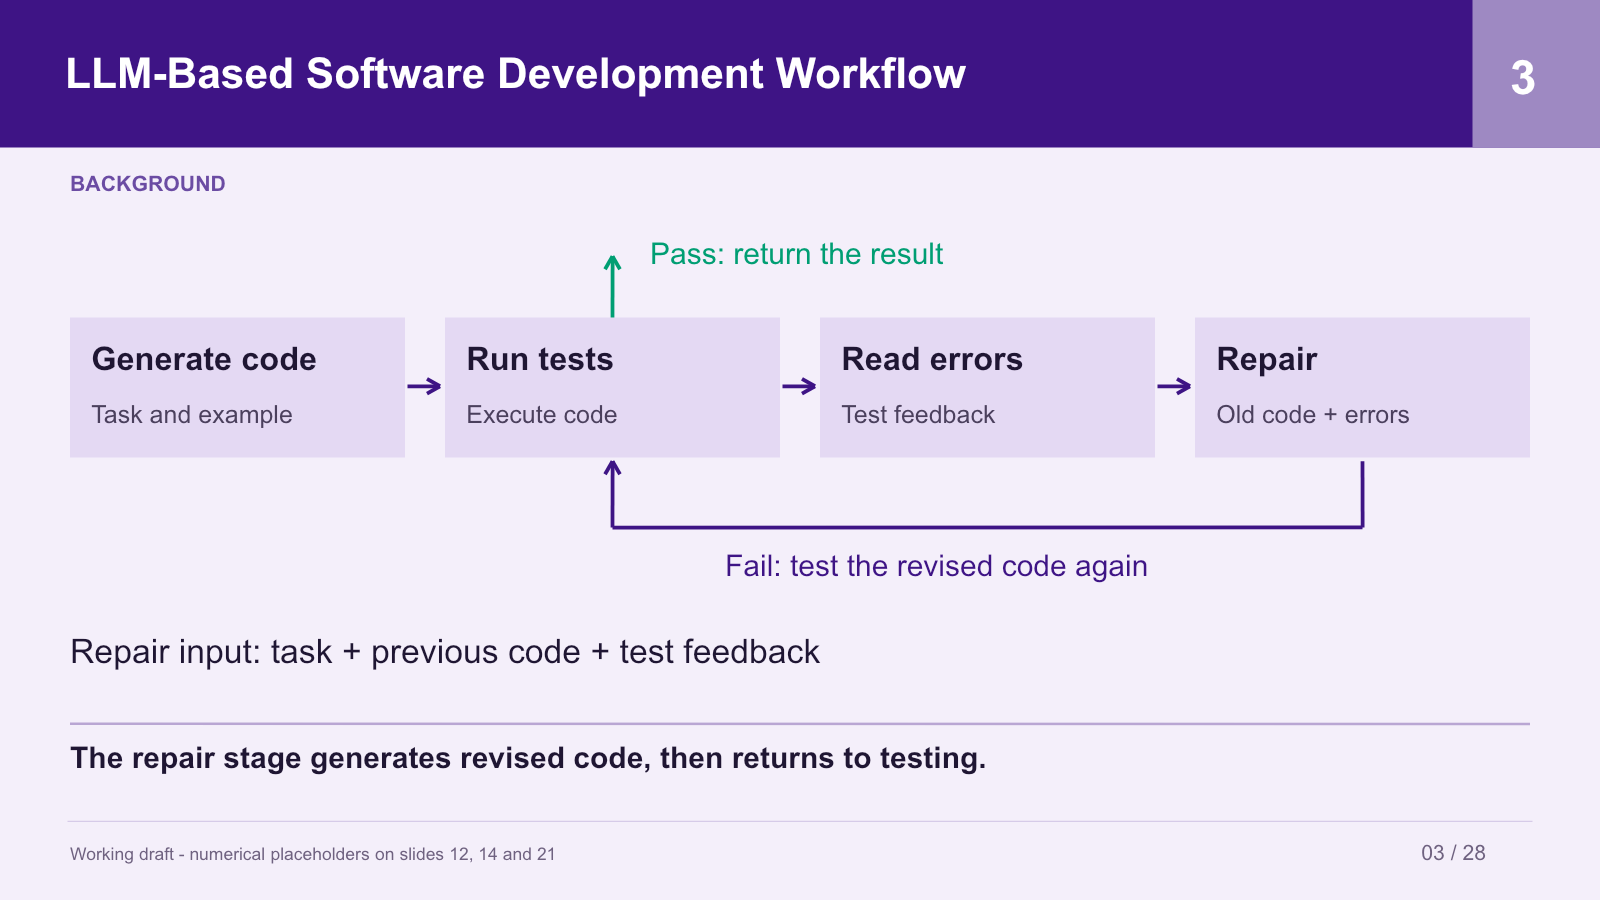 LLM-Based Software Development Workflow
3
BACKGROUND
Pass: return the result
Generate code
Task and example
Run tests
Execute code
Read errors
Test feedback
Repair
Old code + errors
Fail: test the revised code again
Repair input: task + previous code + test feedback
The repair stage generates revised code, then returns to testing.
Working draft - numerical placeholders on slides 12, 14 and 21
03 / 28